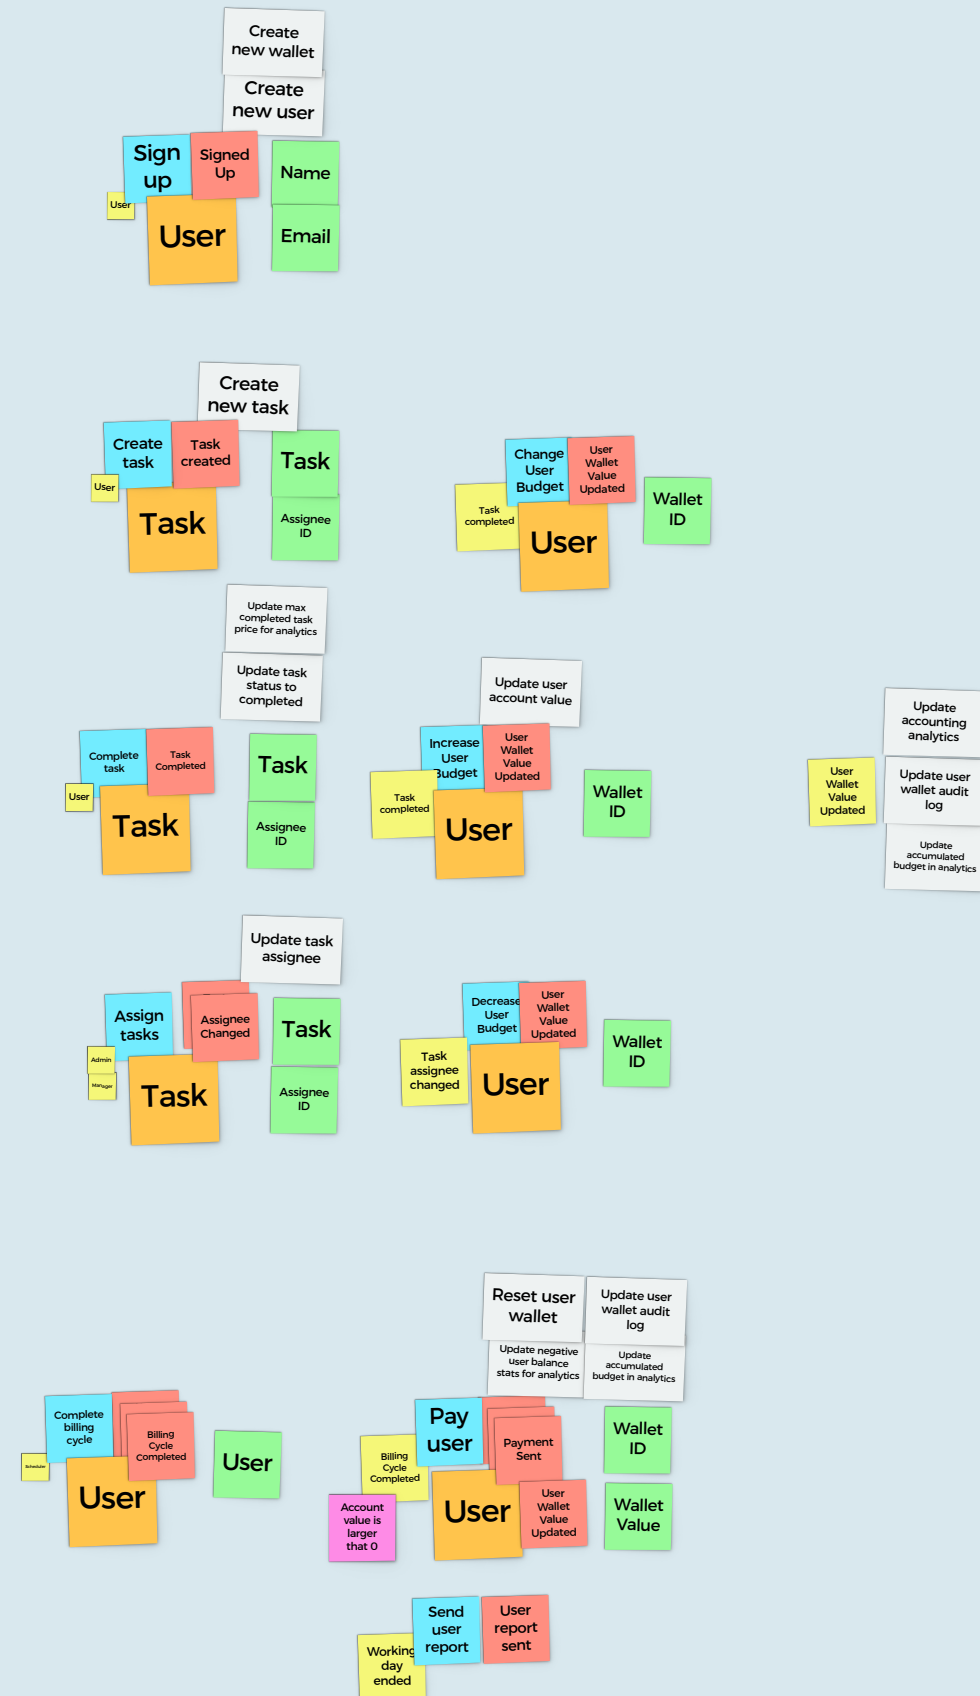 Create
new wallet
Create
new user
Sign
up
Signed
Up
Name
User
User
Email
Create
new task
Create
task
Task
created
Task
User
Task
Assignee
ID
Change
User
Budget
User
Wallet
Value
Updated
Task
completed
User
Wallet
ID
Update max
completed task
price for analytics
Update task
status to
completed
Complete
task
Task
Completed
Task
User
Task
Assignee
ID
Update user
account value
Increase
User
Budget
User
Wallet
Value
Updated
Task
completed
User
Wallet
ID
Update
accounting
analytics
User
Wallet
Value
Updated
Update user
wallet audit
log
Update
accumulated
budget in analytics
Update task
assignee
Assign
tasks
Assignee
Changed
Task
Admin
Manager
Task
Assignee
ID
Decrease
User
Budget
User
Wallet
Value
Updated
Task
assignee
changed
User
Wallet
ID
Reset user
wallet
Update user
wallet audit
log
Update negative
user balance
stats for analytics
Update
accumulated
budget in analytics
Complete
billing
cycle
Billing
Cycle
Completed
Scheduler
User
User
Pay
user
Payment
Sent
Wallet
ID
Billing
Cycle
Completed
Account
value is
larger
that 0
User
User
Wallet
Value
Updated
Wallet
Value
Send
user
report
User
report
sent
Working
day
ended